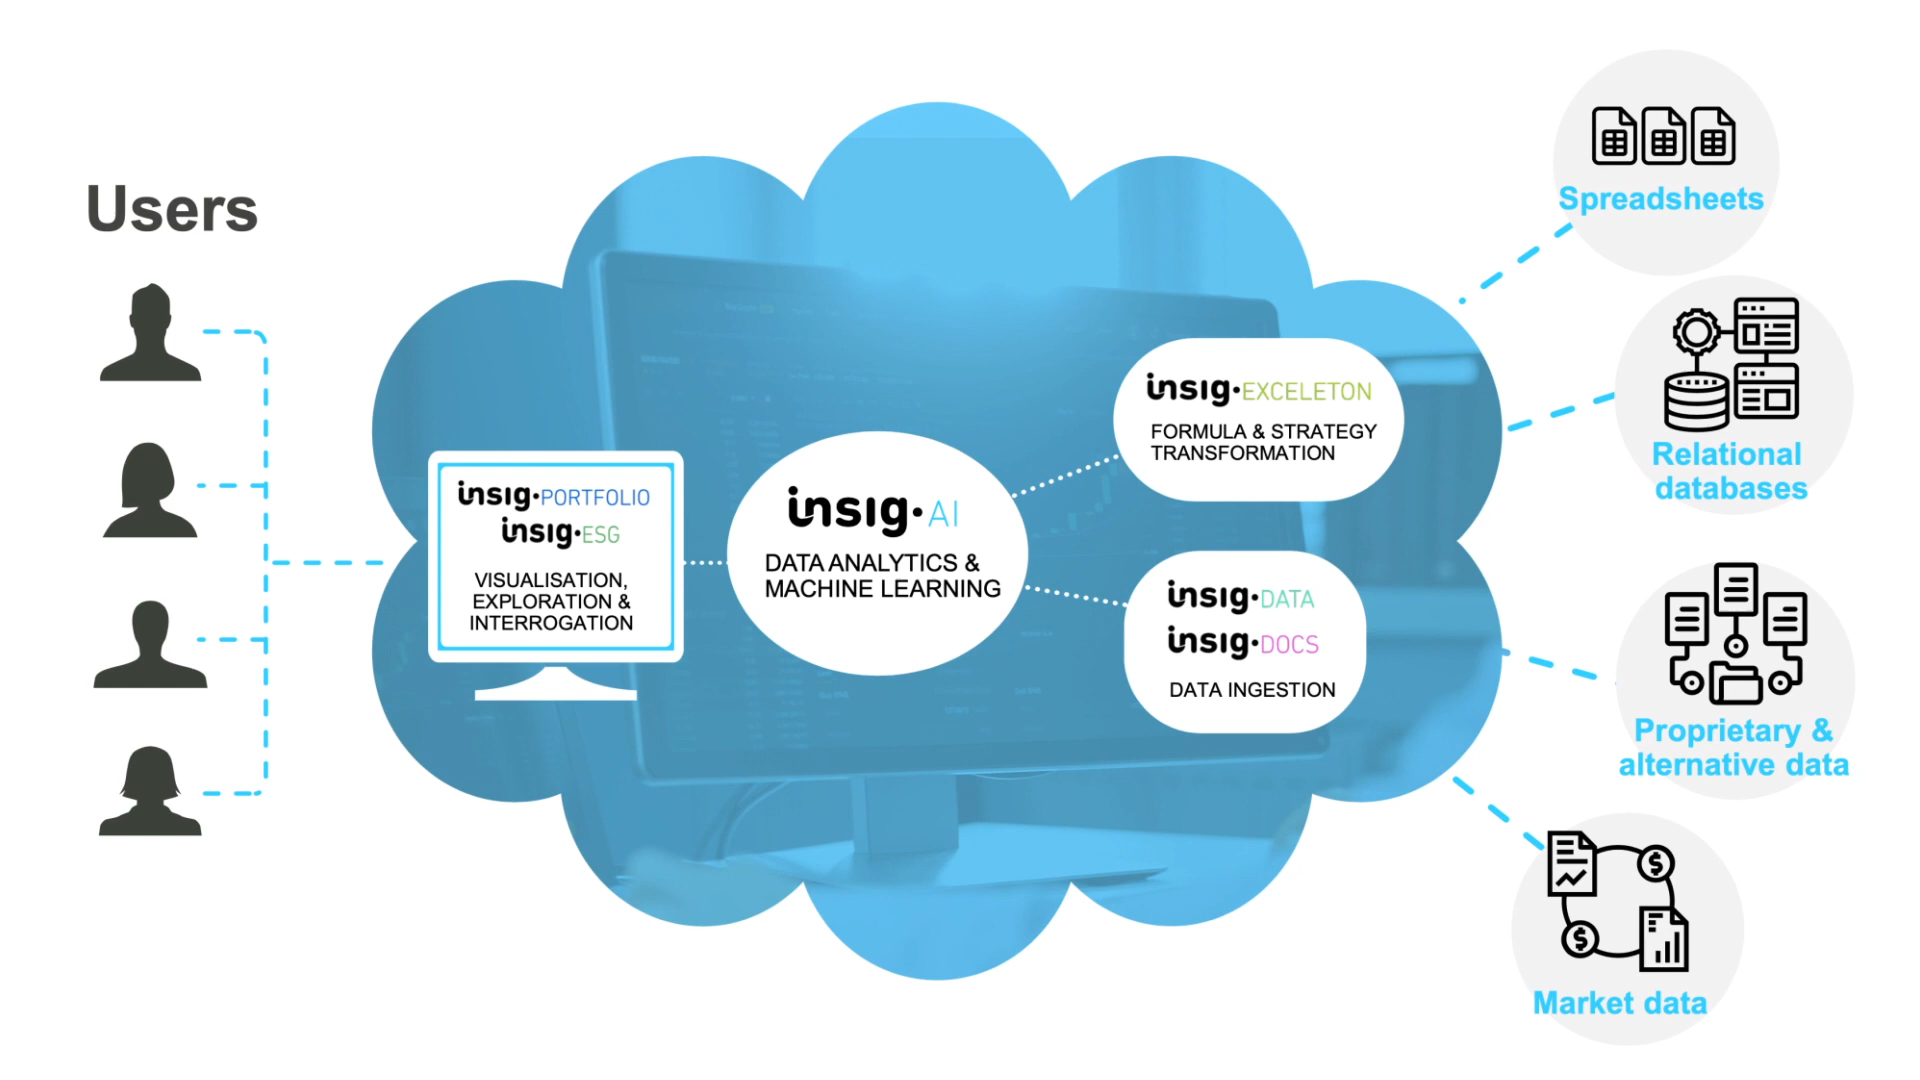 Users
insig·PORTFOLIO
insig·ESG
VISUALISATION,
EXPLORATION &
INTERROGATION
insig·AI
DATA ANALYTICS &
MACHINE LEARNING
insig·EXCELETON
FORMULA & STRATEGY
TRANSFORMATION
insig·DATA
insig·DOCS
DATA INGESTION
Spreadsheets
Relational
databases
Proprietary &
alternative data
Market data